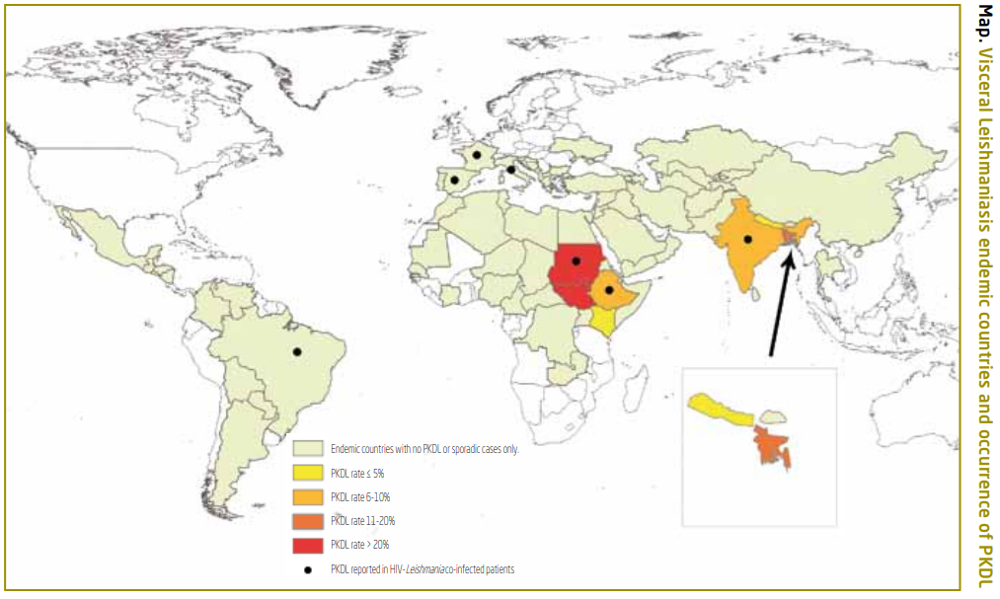 Map. Visceral Leishmaniasis endemic countries and occurrence of PKDL
Endemic countries with no PKDL or sporadic cases only.
PKDL rate ≤ 5%
PKDL rate 6-10%
PKDL rate 11-20%
PKDL rate > 20%
PKDL reported in HIV-Leishmaniaco-infected patients